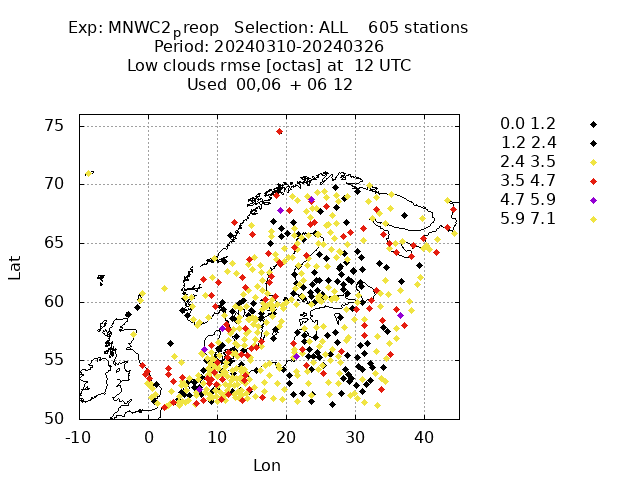 Exp: MNWC2_preop Selection: ALL 605 stations
Period: 20240310-20240326
Low clouds rmse [octas] at 12 UTC
Used 00,06 + 06 12
0.0 1.2
1.2 2.4
2.4 3.5
3.5 4.7
4.7 5.9
5.9 7.1
75
70
65
60
55
50
Lat
-10 0 10 20 30 40
Lon